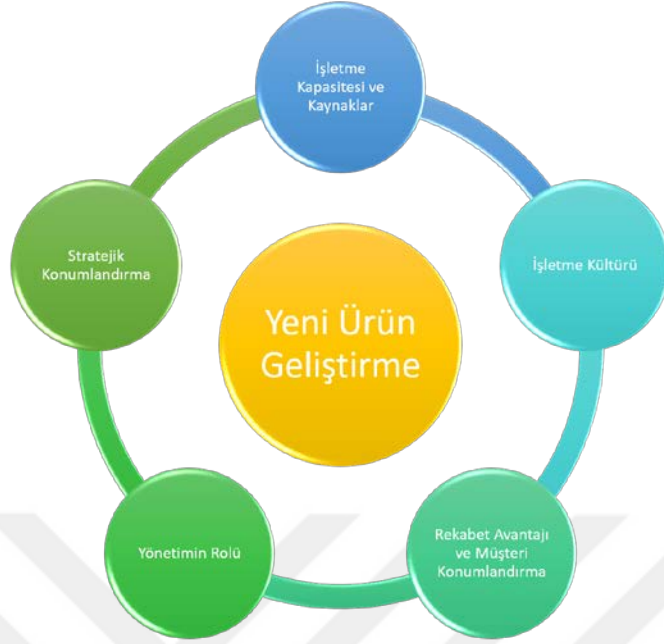 İşletme
Kapasitesi ve
Kaynaklar
Stratejik
Konumlandırma
İşletme Kültürü
Yeni Ürün
Geliştirme
Yönetimin Rolü
Rekabet Avantajı
ve Müşteri
Konumlandırma